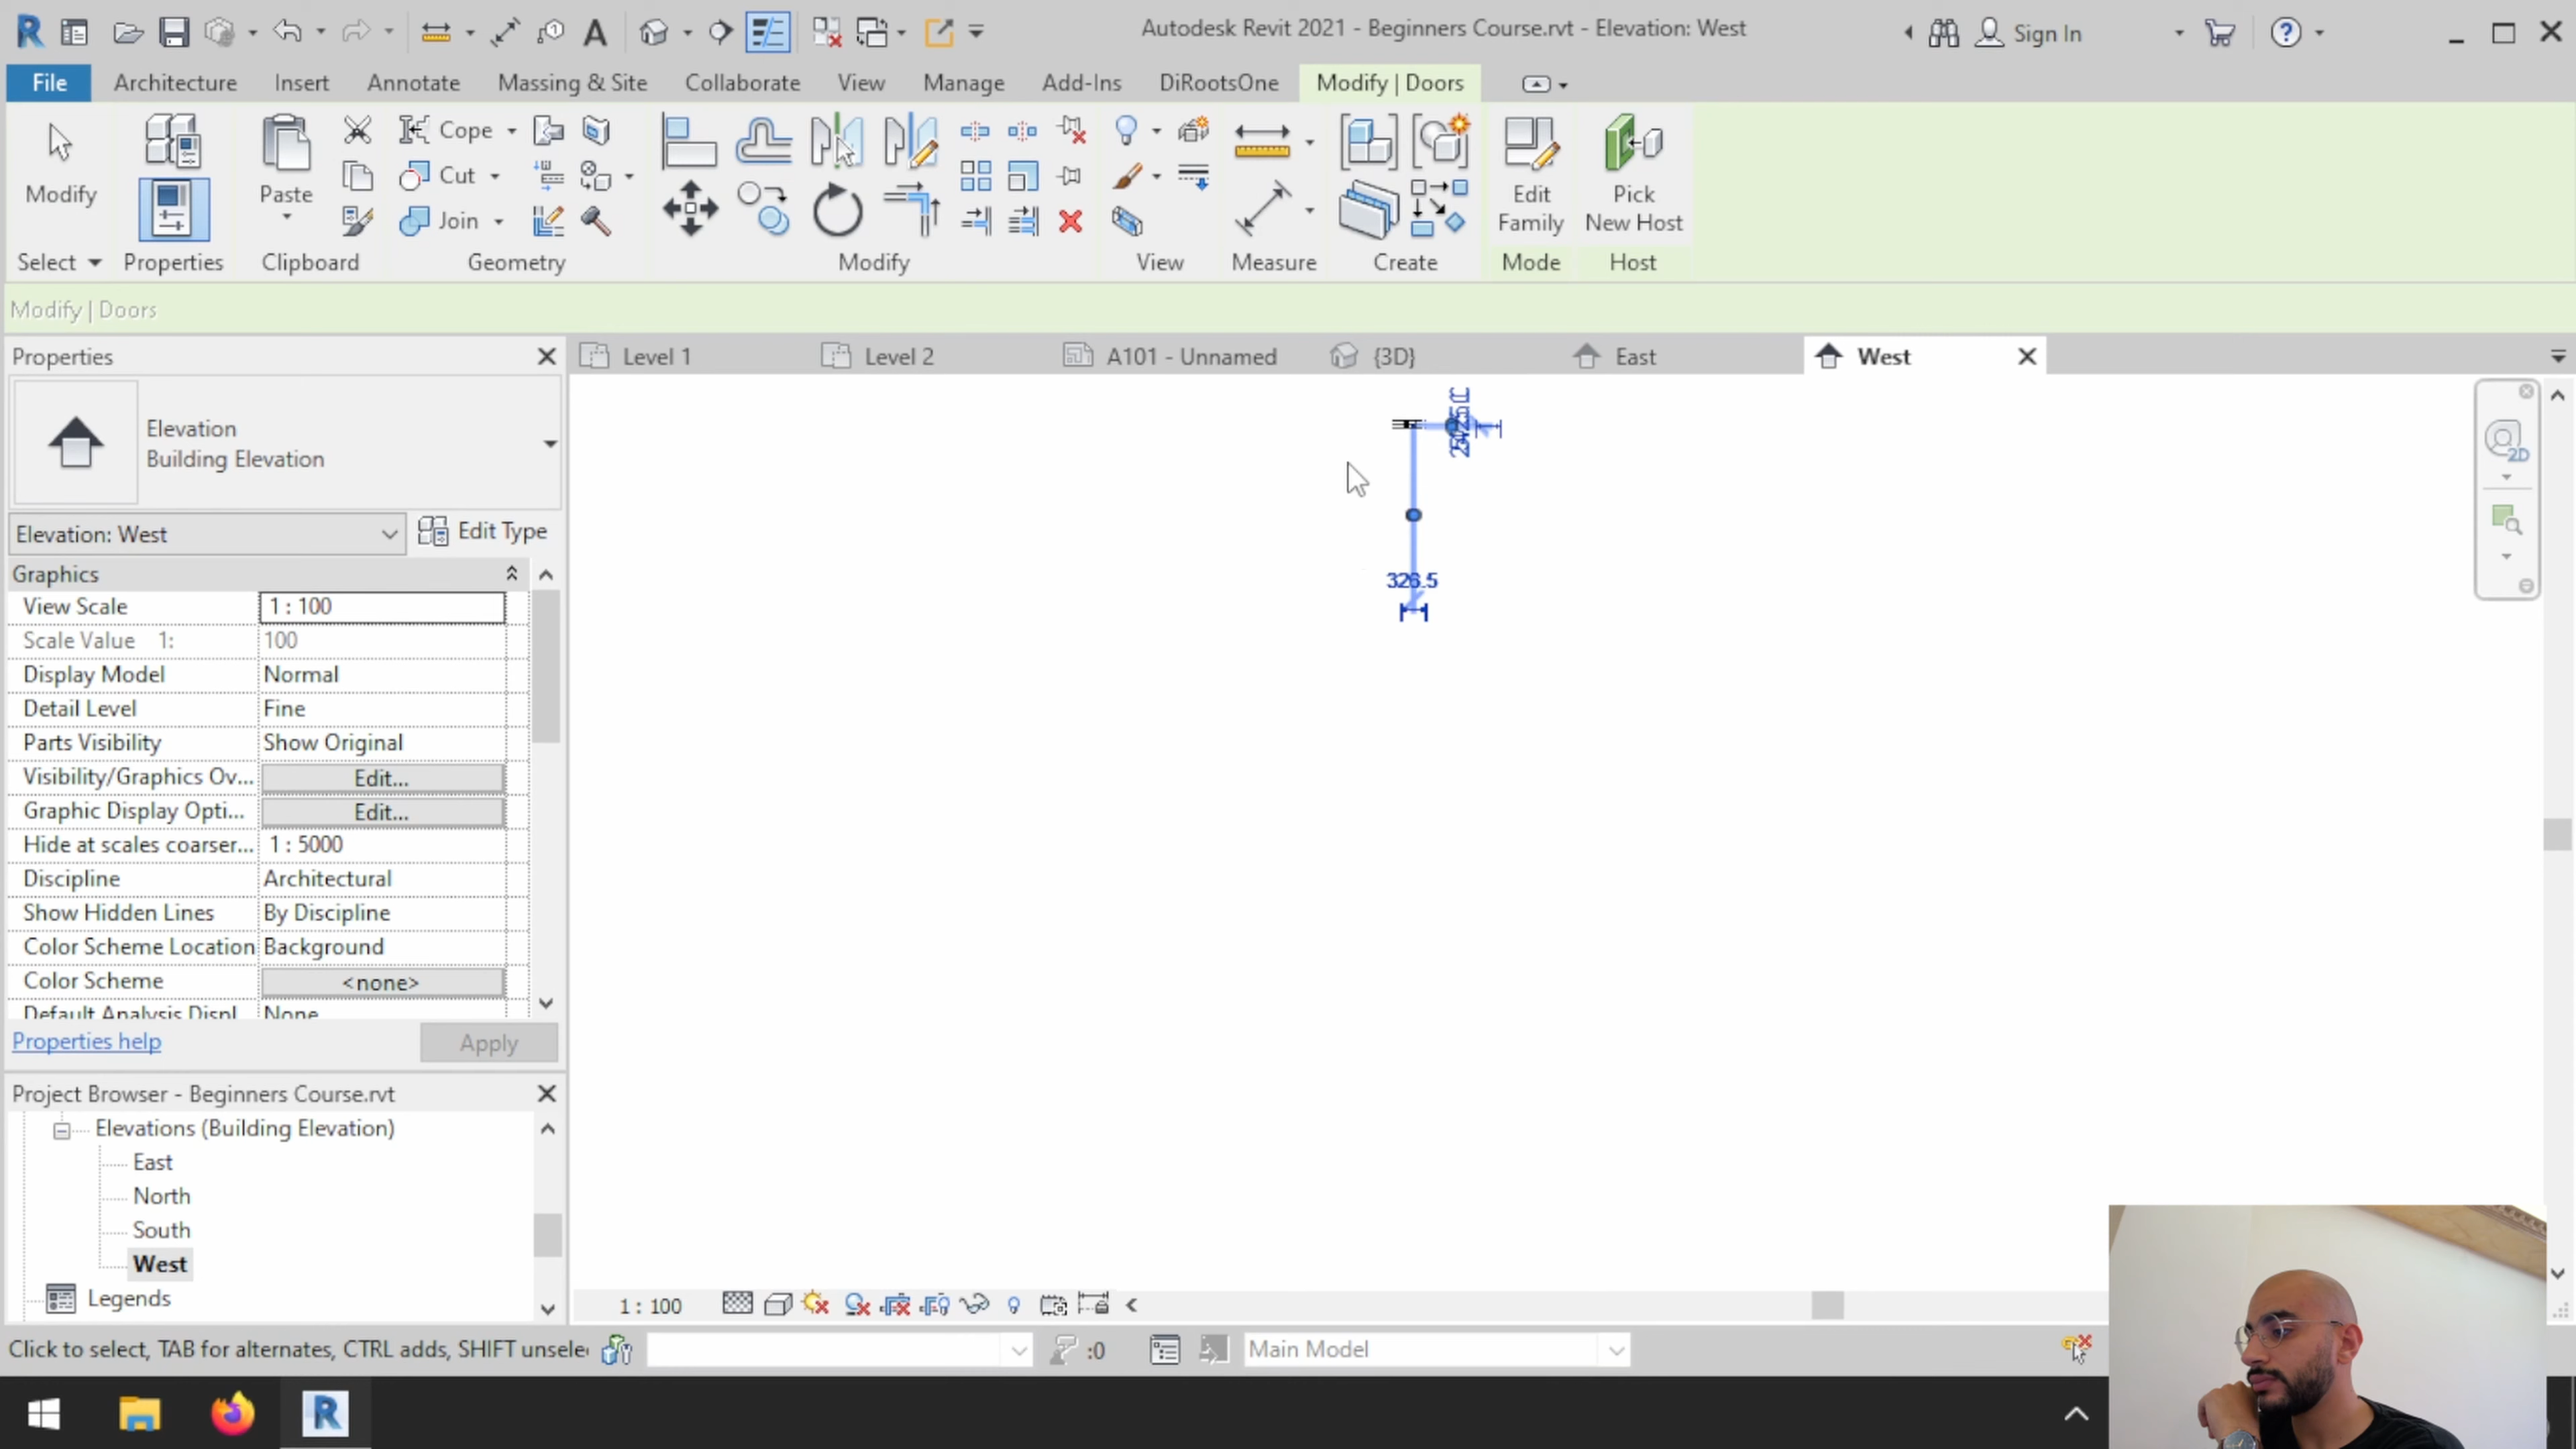 Autodesk Revit 2021 - Beginners Course.rvt - Elevation: West
Sign In
File
Architecture
Insert
Annotate
Massing & Site
Collaborate
View
Manage
Add-Ins
DiRootsOne
Modify | Doors
Modify
Paste
Cope
Cut
Join
Edit Family
Pick New Host
Select
Properties
Clipboard
Geometry
Modify
View
Measure
Create
Mode
Host
Modify | Doors
Properties
Level 1
Level 2
A101 - Unnamed
{3D}
East
West
Elevation
Building Elevation
Elevation: West
Edit Type
Graphics
View Scale 1 : 100
Scale Value 1: 100
Display Model Normal
Detail Level Fine
Parts Visibility Show Original
Visibility/Graphics Ov... Edit...
Graphic Display Opti... Edit...
Hide at scales coarser... 1 : 5000
Discipline Architectural
Show Hidden Lines By Discipline
Color Scheme Location Background
Color Scheme <none>
Default Analysis Displ None
Properties help
Apply
326.5
2D
Project Browser - Beginners Course.rvt
Elevations (Building Elevation)
East
North
South
West
Legends
1 : 100
Click to select, TAB for alternates, CTRL adds, SHIFT unsele
:0
Main Model